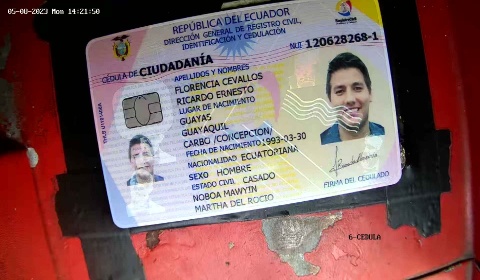 05-08-2023 Mon 14:21:50
REPÚBLICA DEL ECUADOR
DIRECCIÓN GENERAL DE REGISTRO CIVIL,
IDENTIFICACIÓN Y CEDULACIÓN
CÉDULA DE CIUDADANÍA
NUI 120628268-1
APELLIDOS Y NOMBRES
FLORENCIA CEVALLOS
RICARDO ERNESTO
LUGAR DE NACIMIENTO
GUAYAS
GUAYAQUIL
CARBO /CONCEPCION/
FECHA DE NACIMIENTO 1993-03-30
NACIONALIDAD ECUATORIANA
SEXO HOMBRE
ESTADO CIVIL CASADO
NOBOA MAWYIN
MARTHA DEL ROCIO
FIRMA DEL CEDULADO
6-CEDULA